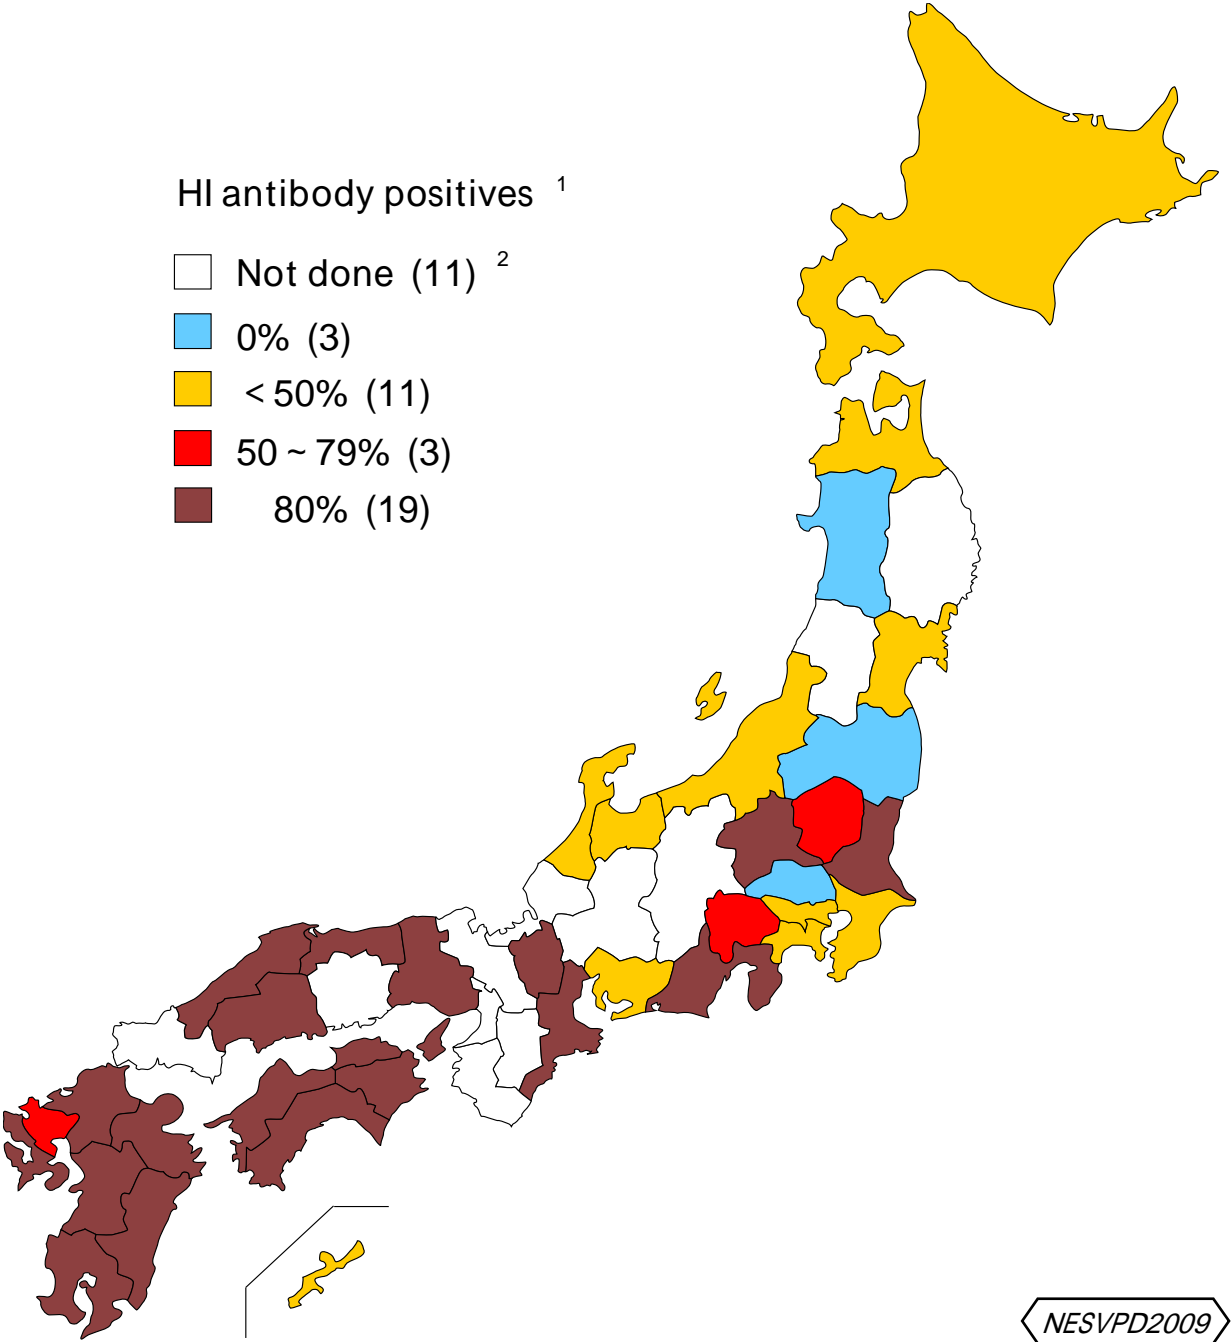 HI antibody positives 1
Not done (11) 2
0% (3)
< 50% (11)
50 ~ 79% (3)
80% (19)
NESVPD2009